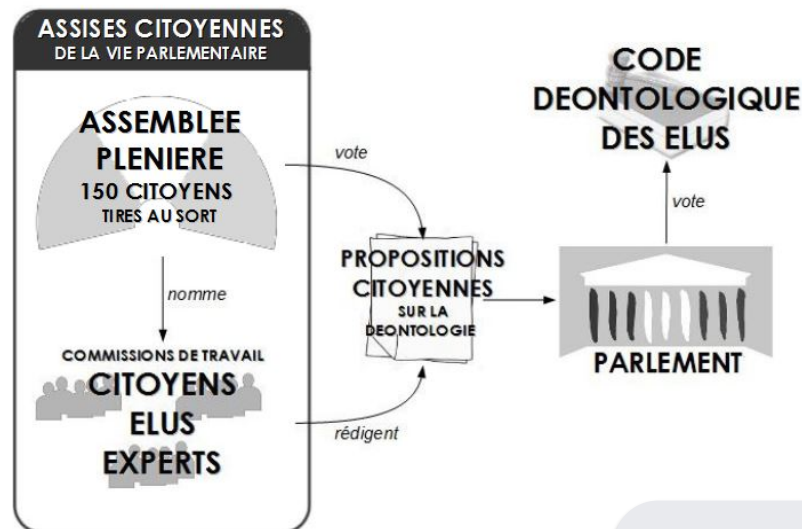 ASSISES CITOYENNES
DE LA VIE PARLEMENTAIRE
ASSEMBLEE
PLENIERE
150 CITOYENS
TIRES AU SORT
nomme
COMMISSIONS DE TRAVAIL
CITOYENS
ELUS
EXPERTS
vote
rédigent
PROPOSITIONS
CITOYENNES
SUR LA
DEONTOLOGIE
PARLEMENT
vote
CODE
DEONTOLOGIQUE
DES ELUS